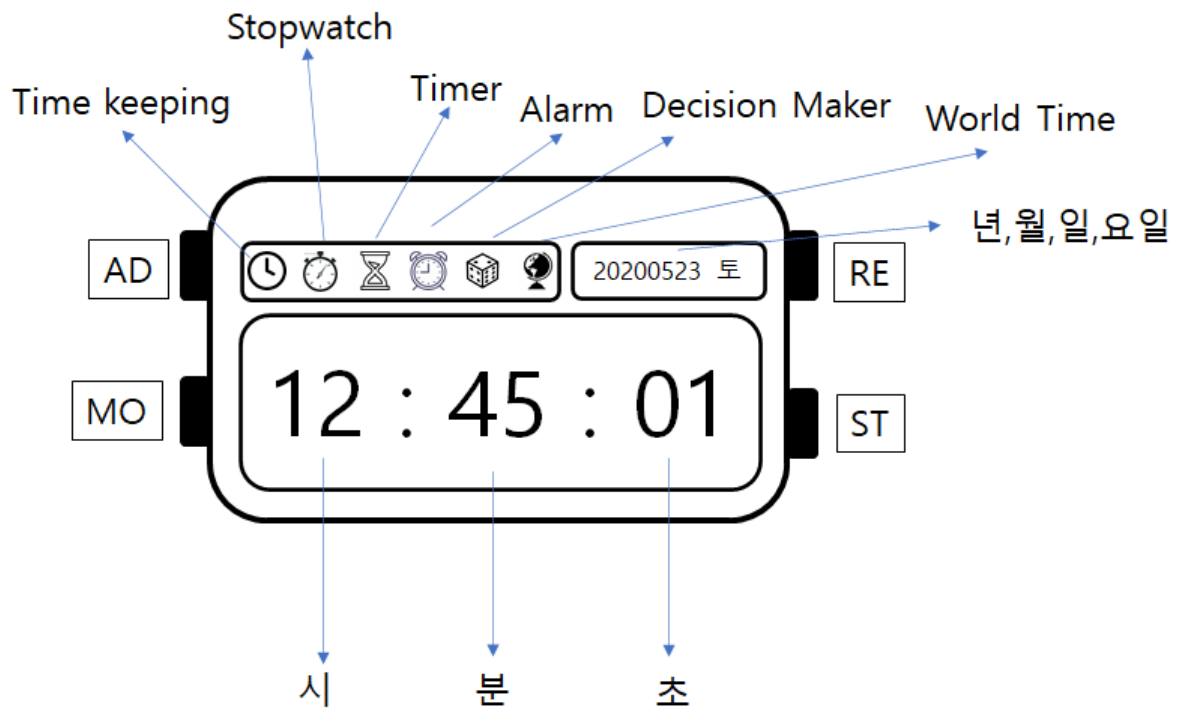 Stopwatch
Time keeping
Timer
Alarm
Decision Maker
World Time
년,월,일,요일
AD
20200523 토
RE
12 : 45 : 01
MO
ST
시
분
초